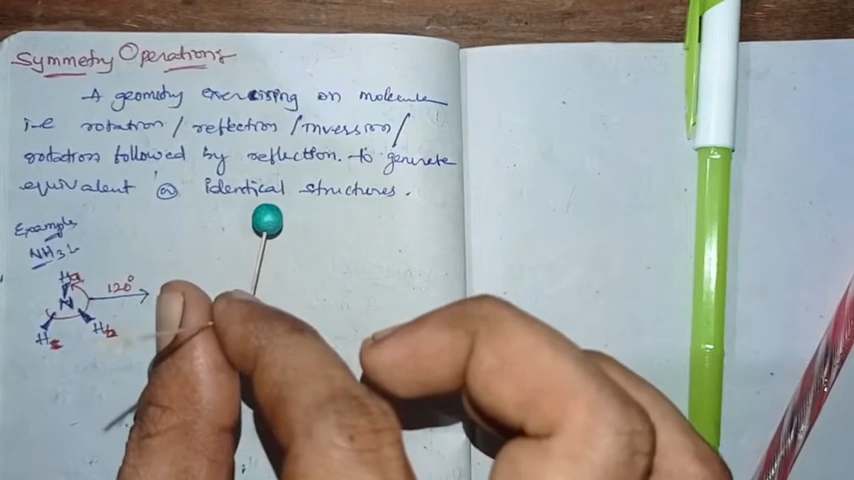 Symmetry Operations
A geometry exercising on molecule
i.e rotation / reflection / inversion /
rotation followed by reflection. to generate
equivalent or identical structures.
Example
NH3
Ha
120°
N
Hb